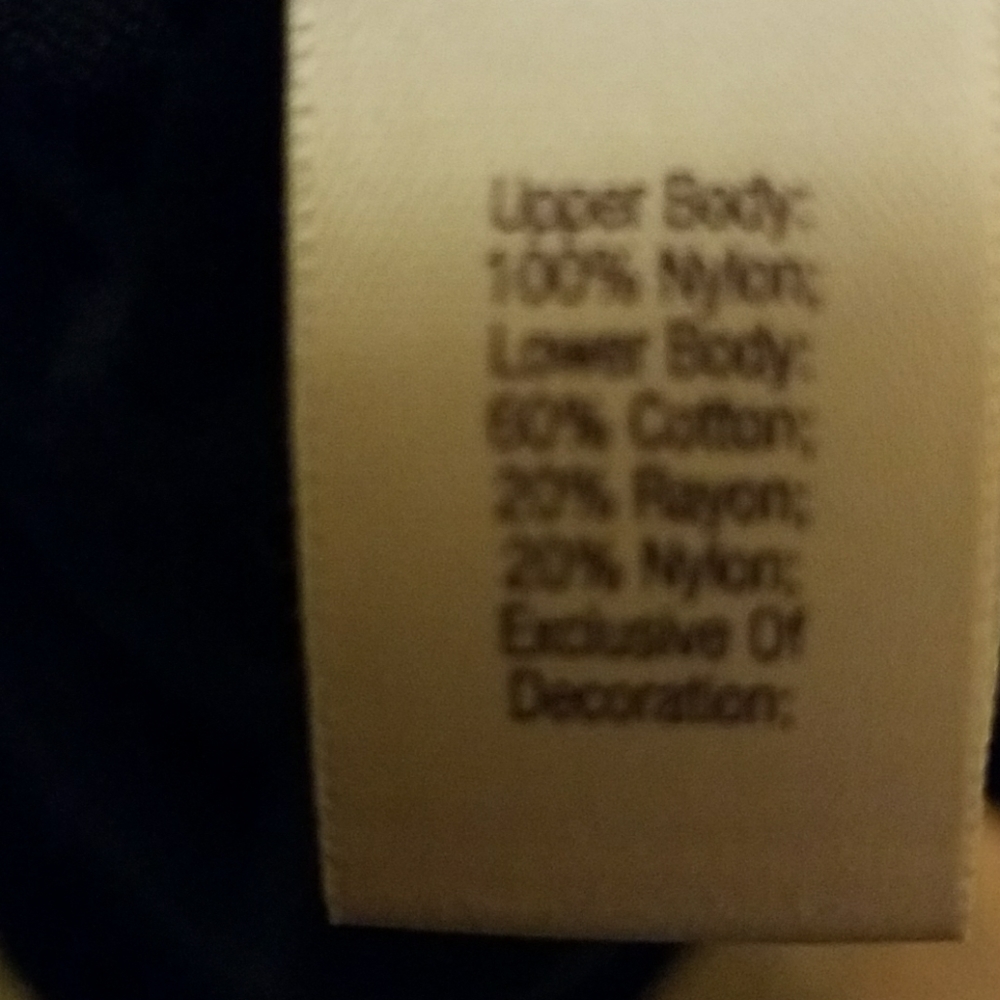 Upper Body:
100% Nylon;
Lower Body:
60% Cotton;
20% Rayon;
20% Nylon;
Exclusive Of
Decoration;